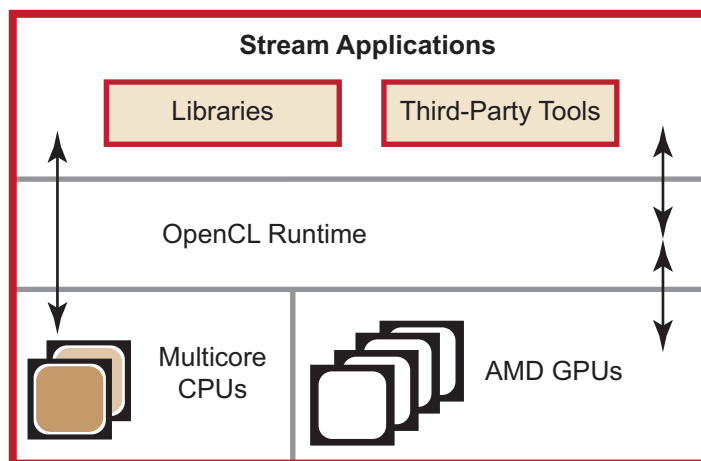 Stream Applications
Libraries
Third-Party Tools
OpenCL Runtime
Multicore
CPUs
AMD GPUs